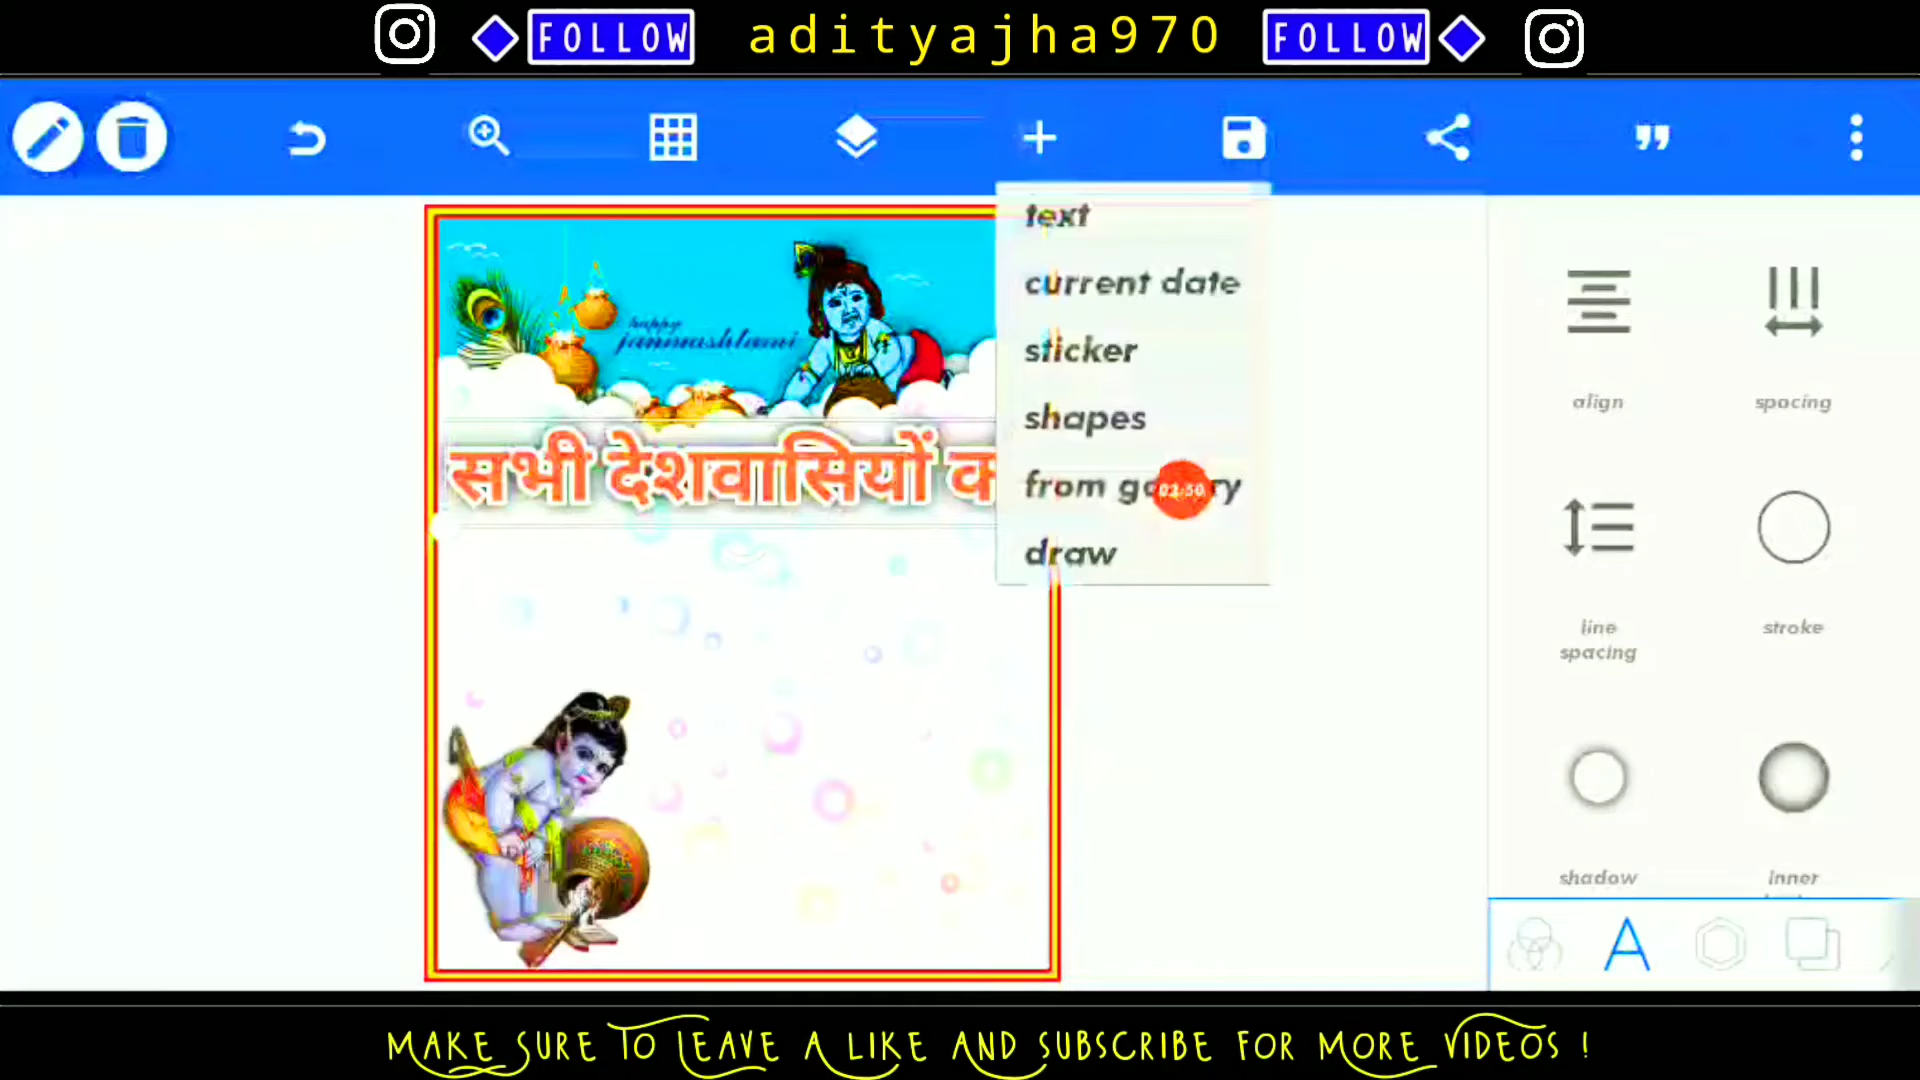 FOLLOW adityajha970 FOLLOW
text
current date
sticker
shapes
from
draw
happy
janmashtami
सभी देशवासियों
align
spacing
line
spacing
stroke
shadow
inner
MAKE SURE TO LEAVE A LIKE AND SUBSCRIBE FOR MORE VIDEOS !